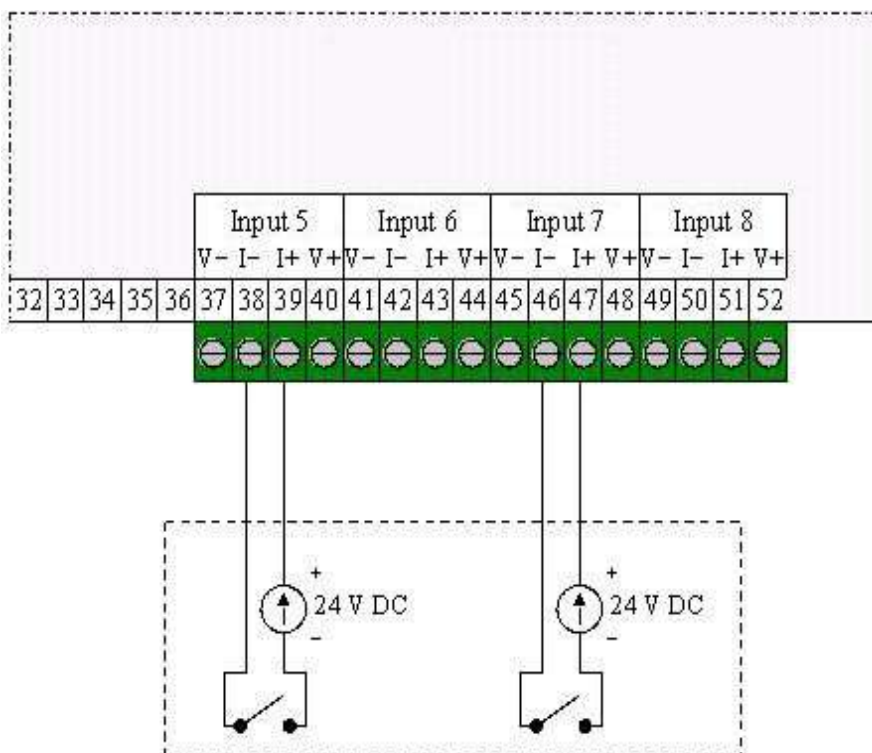 Input 5 Input 6 Input 7 Input 8
V- I- I+ V+ V- I- I+ V+ V- I- I+ V+ V- I- I+ V+
32 33 34 35 36 37 38 39 40 41 42 43 44 45 46 47 48 49 50 51 52
+ +
24 V DC 24 V DC
- -